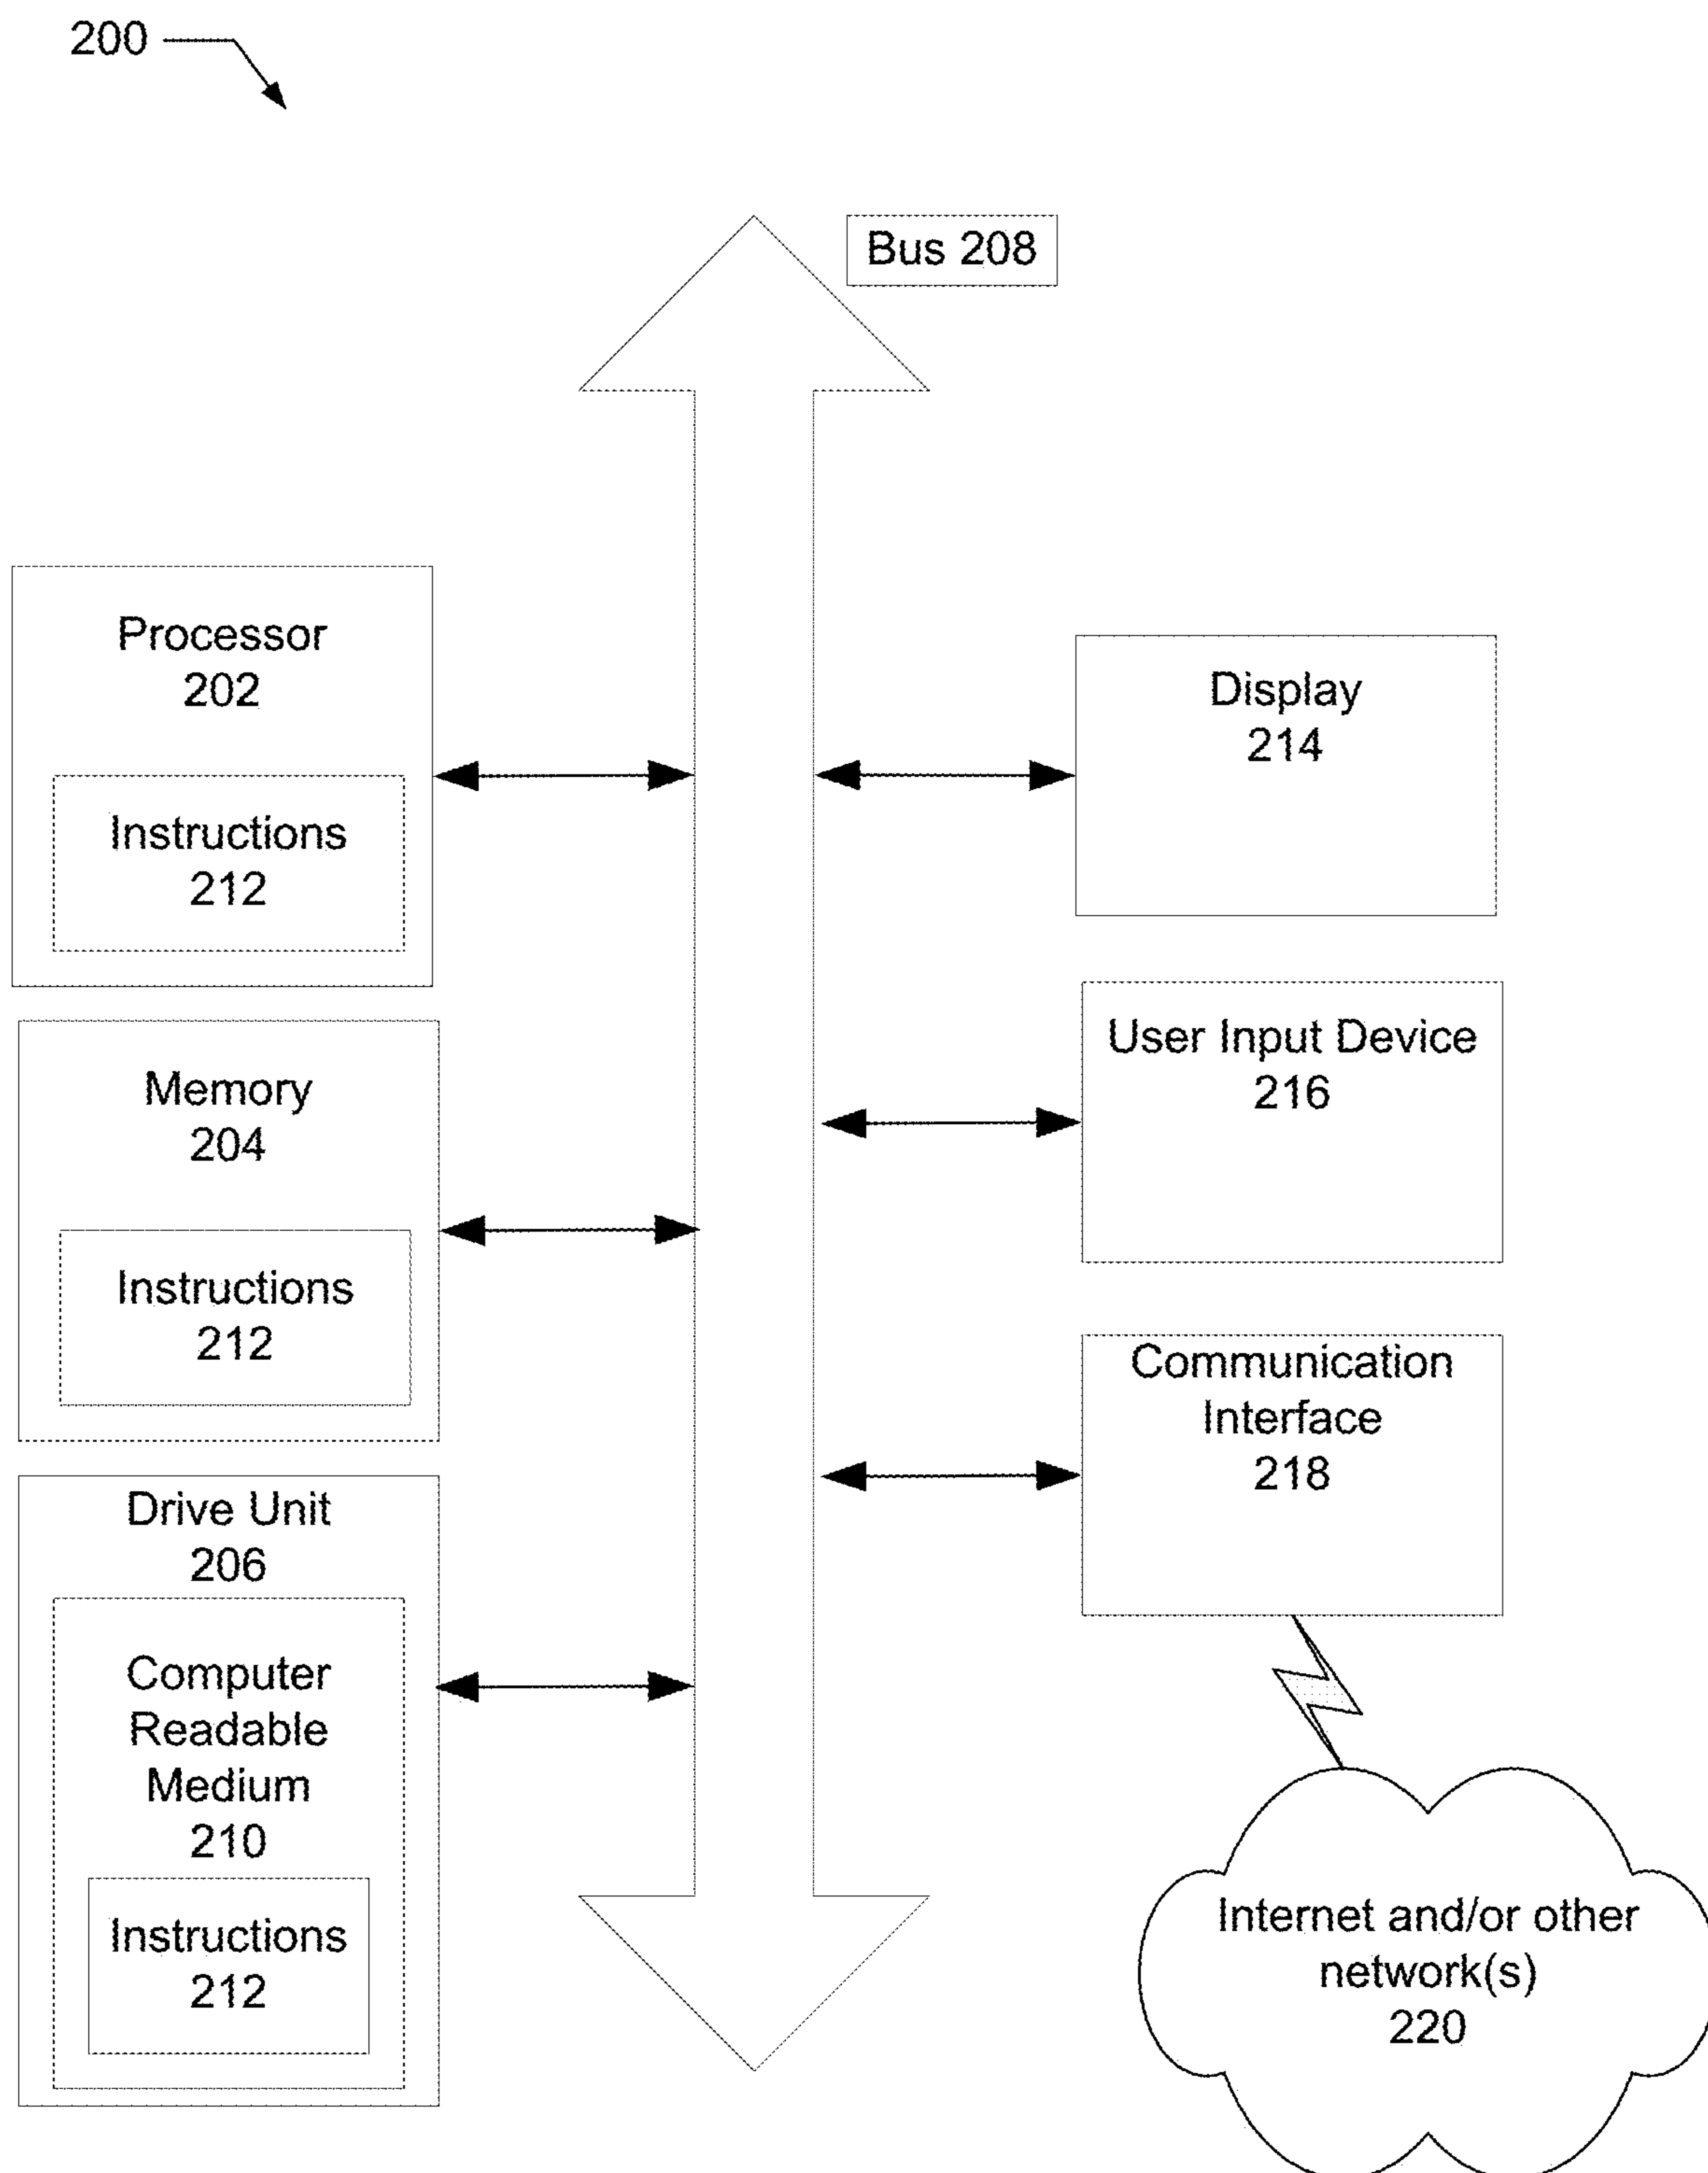 200
Bus 208
Processor
202
Instructions
212
Memory
204
Instructions
212
Drive Unit
206
Computer
Readable
Medium
210
Instructions
212
Display
214
User Input Device
216
Communication
Interface
218
Internet and/or other
network(s)
220